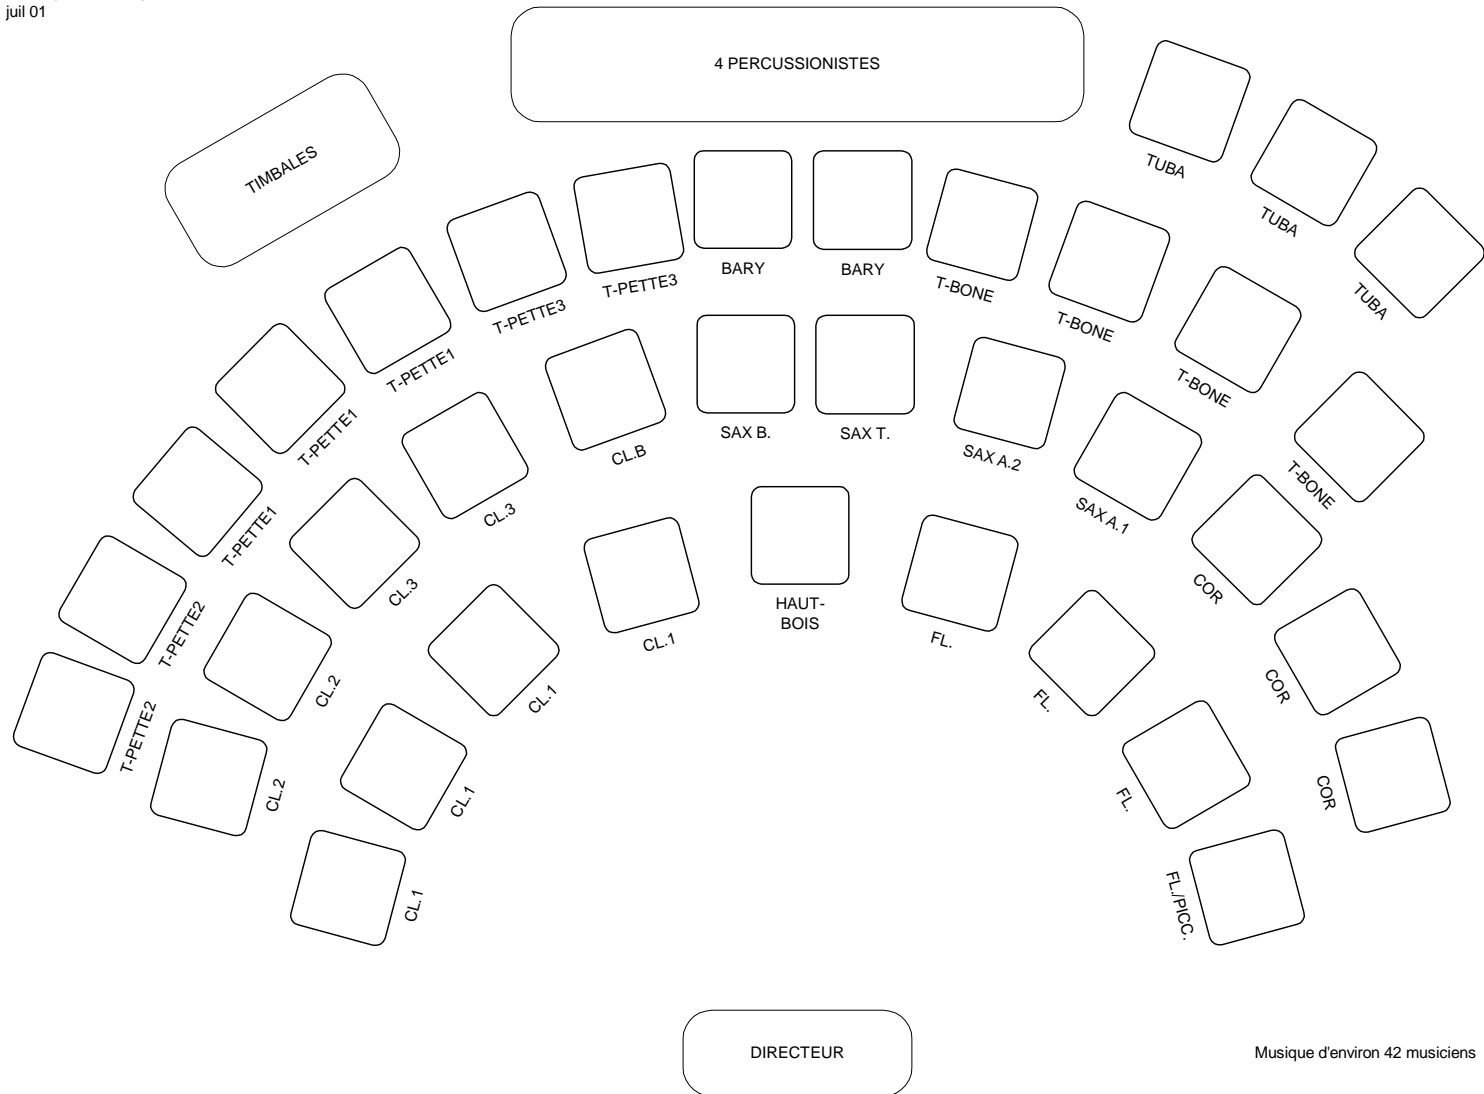 juil 01
4 PERCUSSIONISTES
TIMBALES
TUBA
TUBA
TUBA
T-PETTE2
T-PETTE2
T-PETTE1
T-PETTE1
T-PETTE1
T-PETTE3
T-PETTE3
BARY
BARY
T-BONE
T-BONE
T-BONE
T-BONE
CL.2
CL.2
CL.3
CL.3
CL.B
SAX B.
SAX T.
SAX A.2
SAX A.1
COR
COR
COR
CL.1
CL.1
CL.1
CL.1
HAUT-
BOIS
FL.
FL.
FL.
FL./PICC.
DIRECTEUR
Musique d'environ 42 musiciens